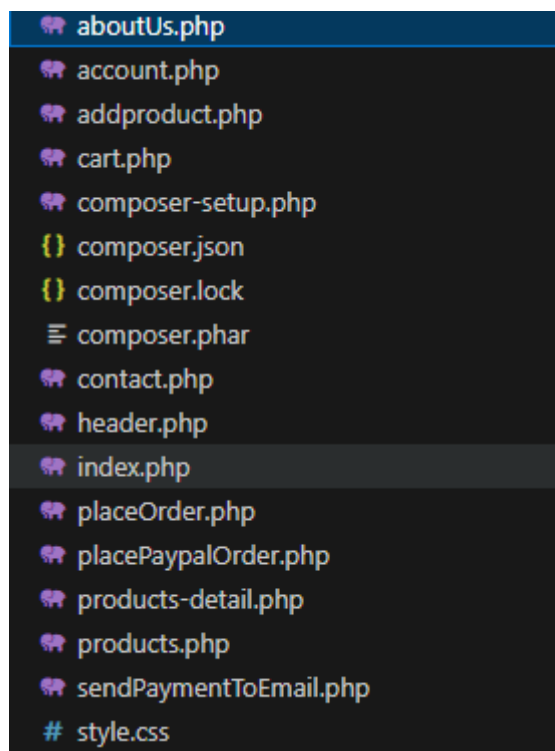 aboutUs.php
account.php
addproduct.php
cart.php
composer-setup.php
{} composer.json
{} composer.lock
composer.phar
contact.php
header.php
index.php
placeOrder.php
placePaypalOrder.php
products-detail.php
products.php
sendPaymentToEmail.php
# style.css